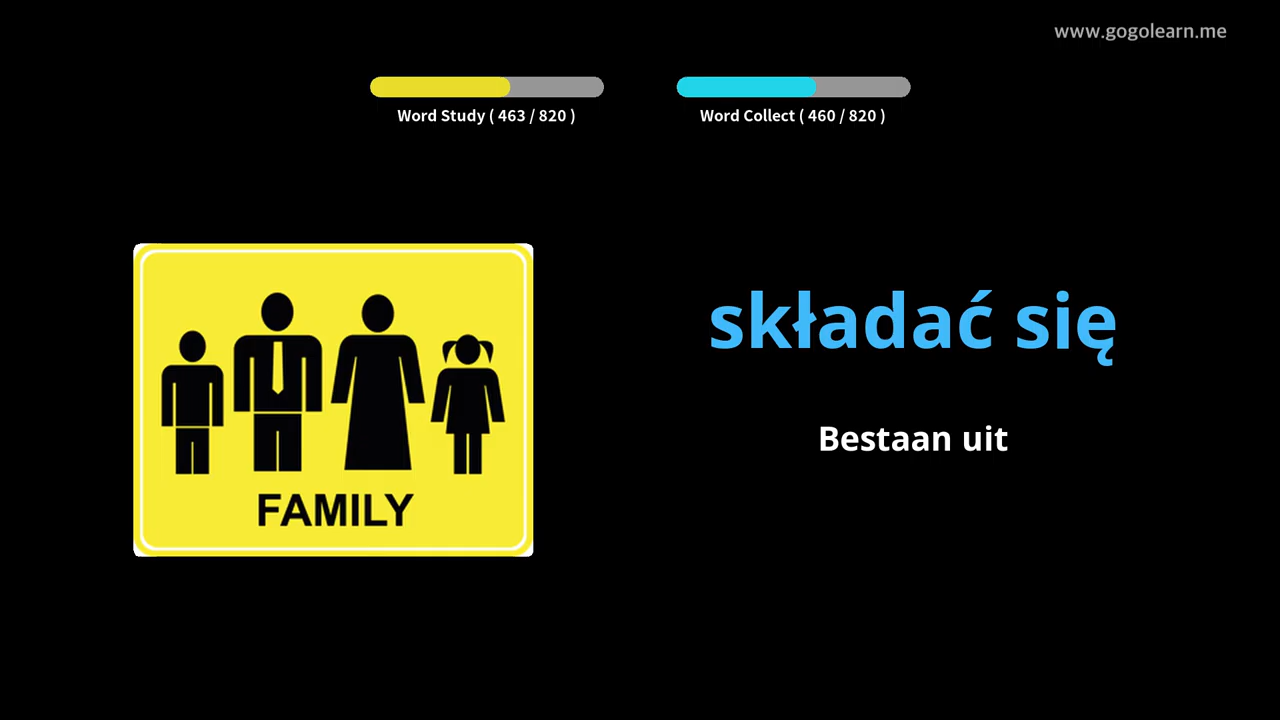 www.gogolearn.me
Word Study ( 463 / 820 )
Word Collect ( 460 / 820 )
FAMILY
składać się
Bestaan uit